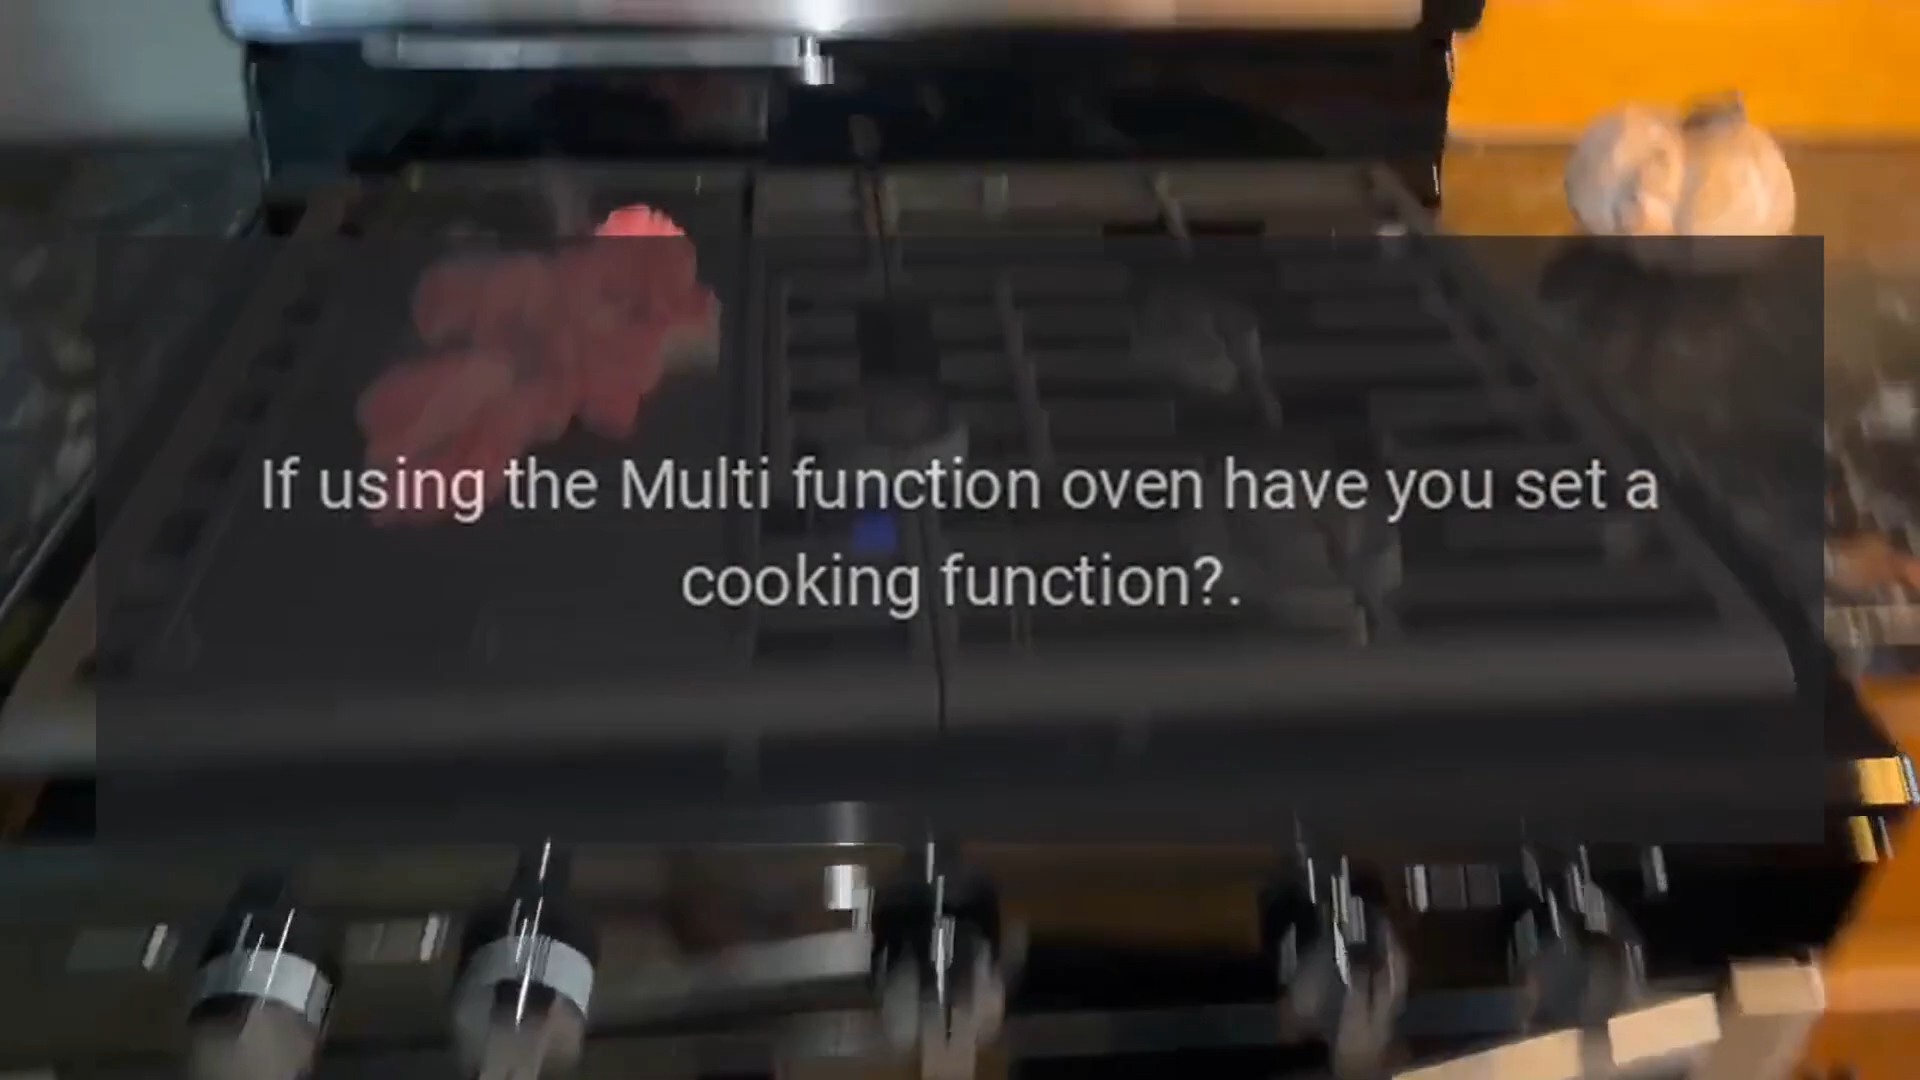 If using the Multi function oven have you set a
cooking function?.